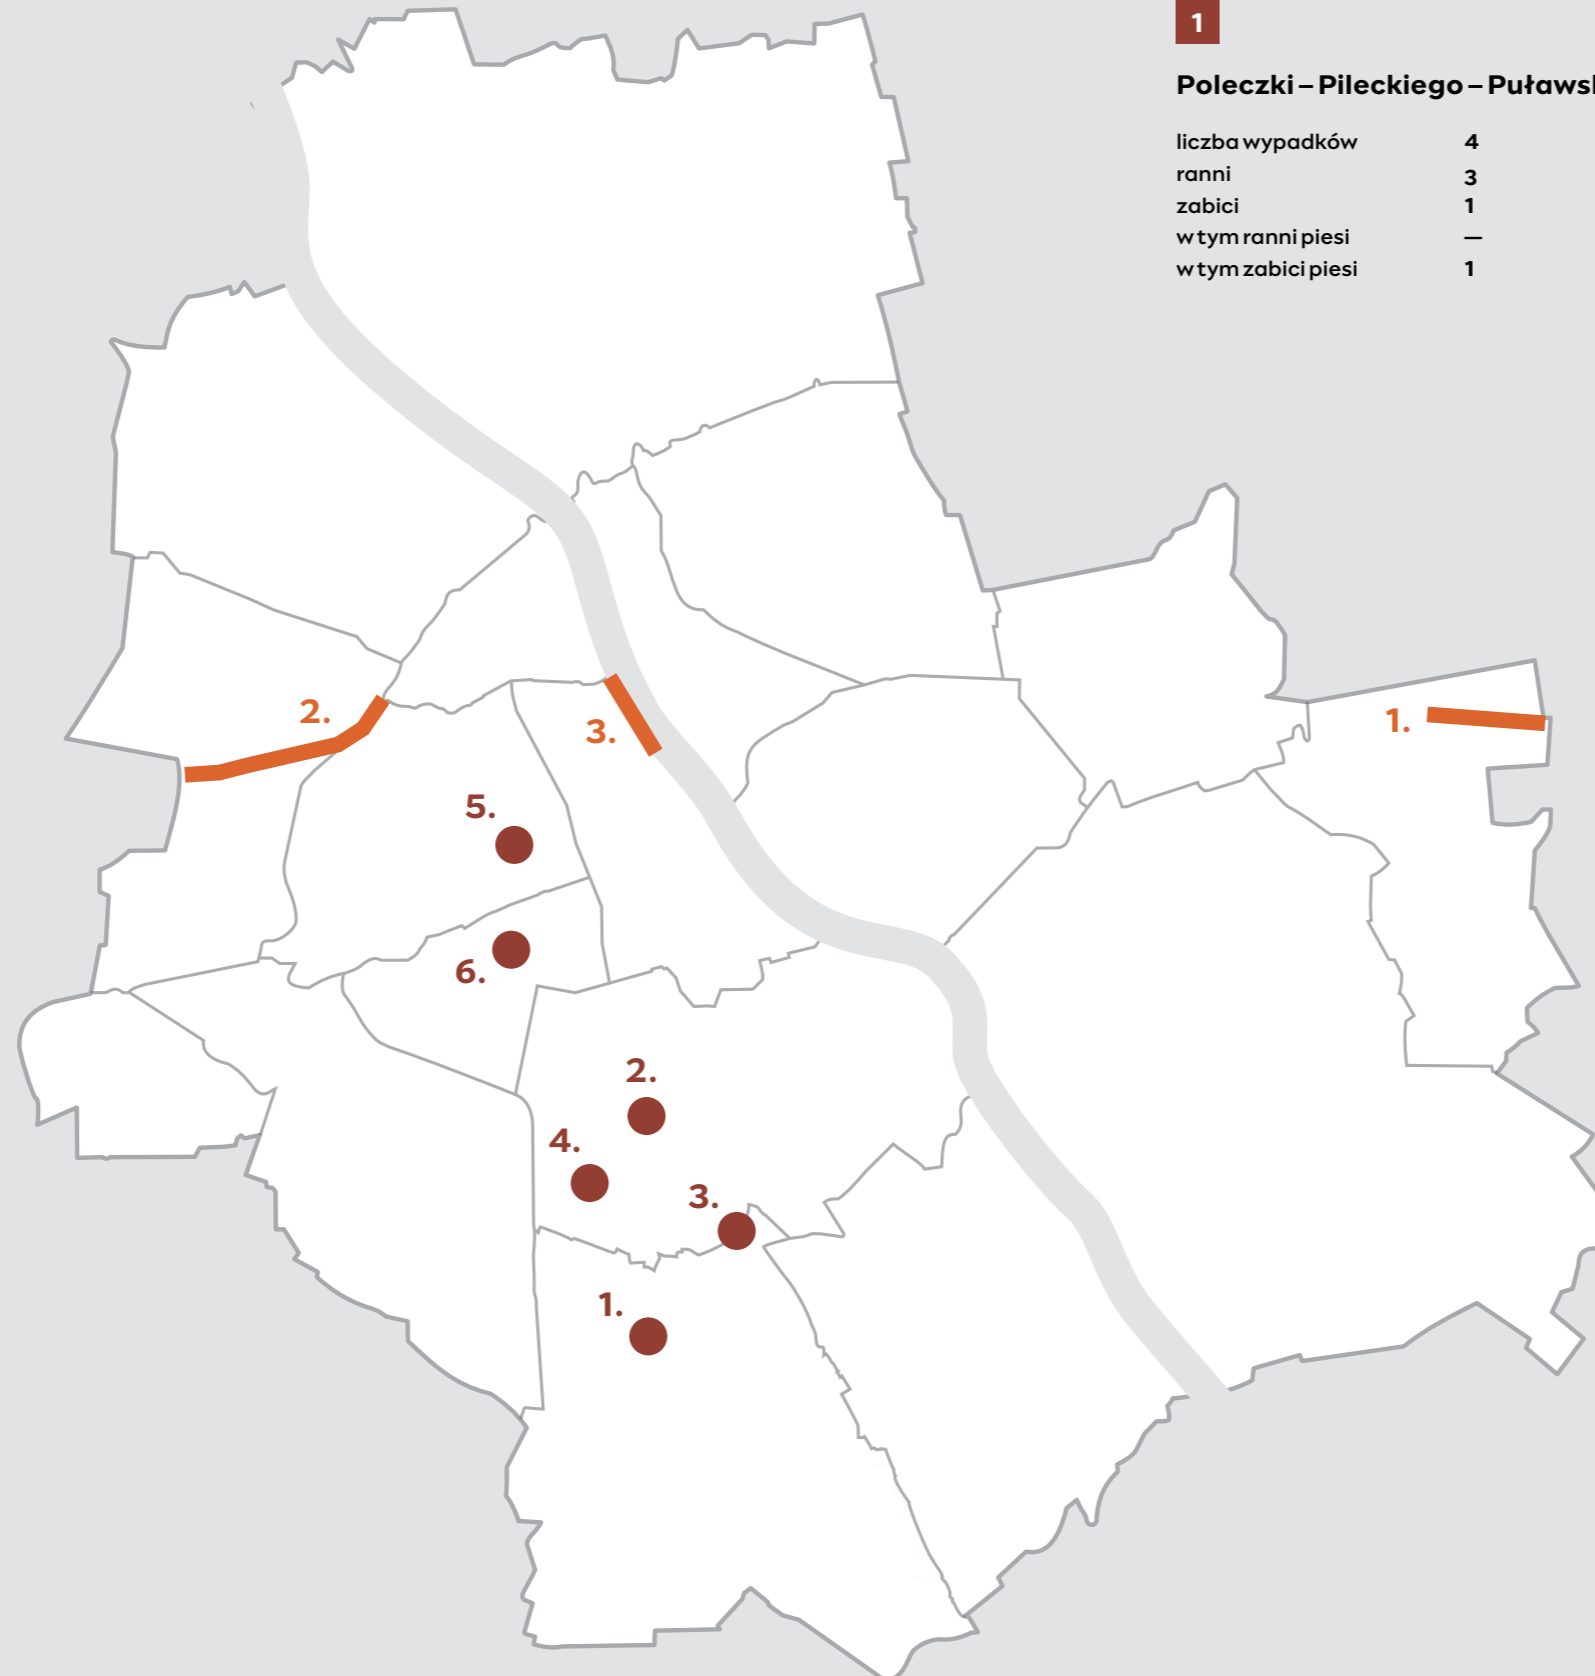 1
Poleczki – Pileckiego – Puławs
liczba wypadków 4
ranni 3
zabici 1
w tym ranni piesi —
w tym zabici piesi 1
2.
3.
1.
5.
6.
2.
4.
3.
1.